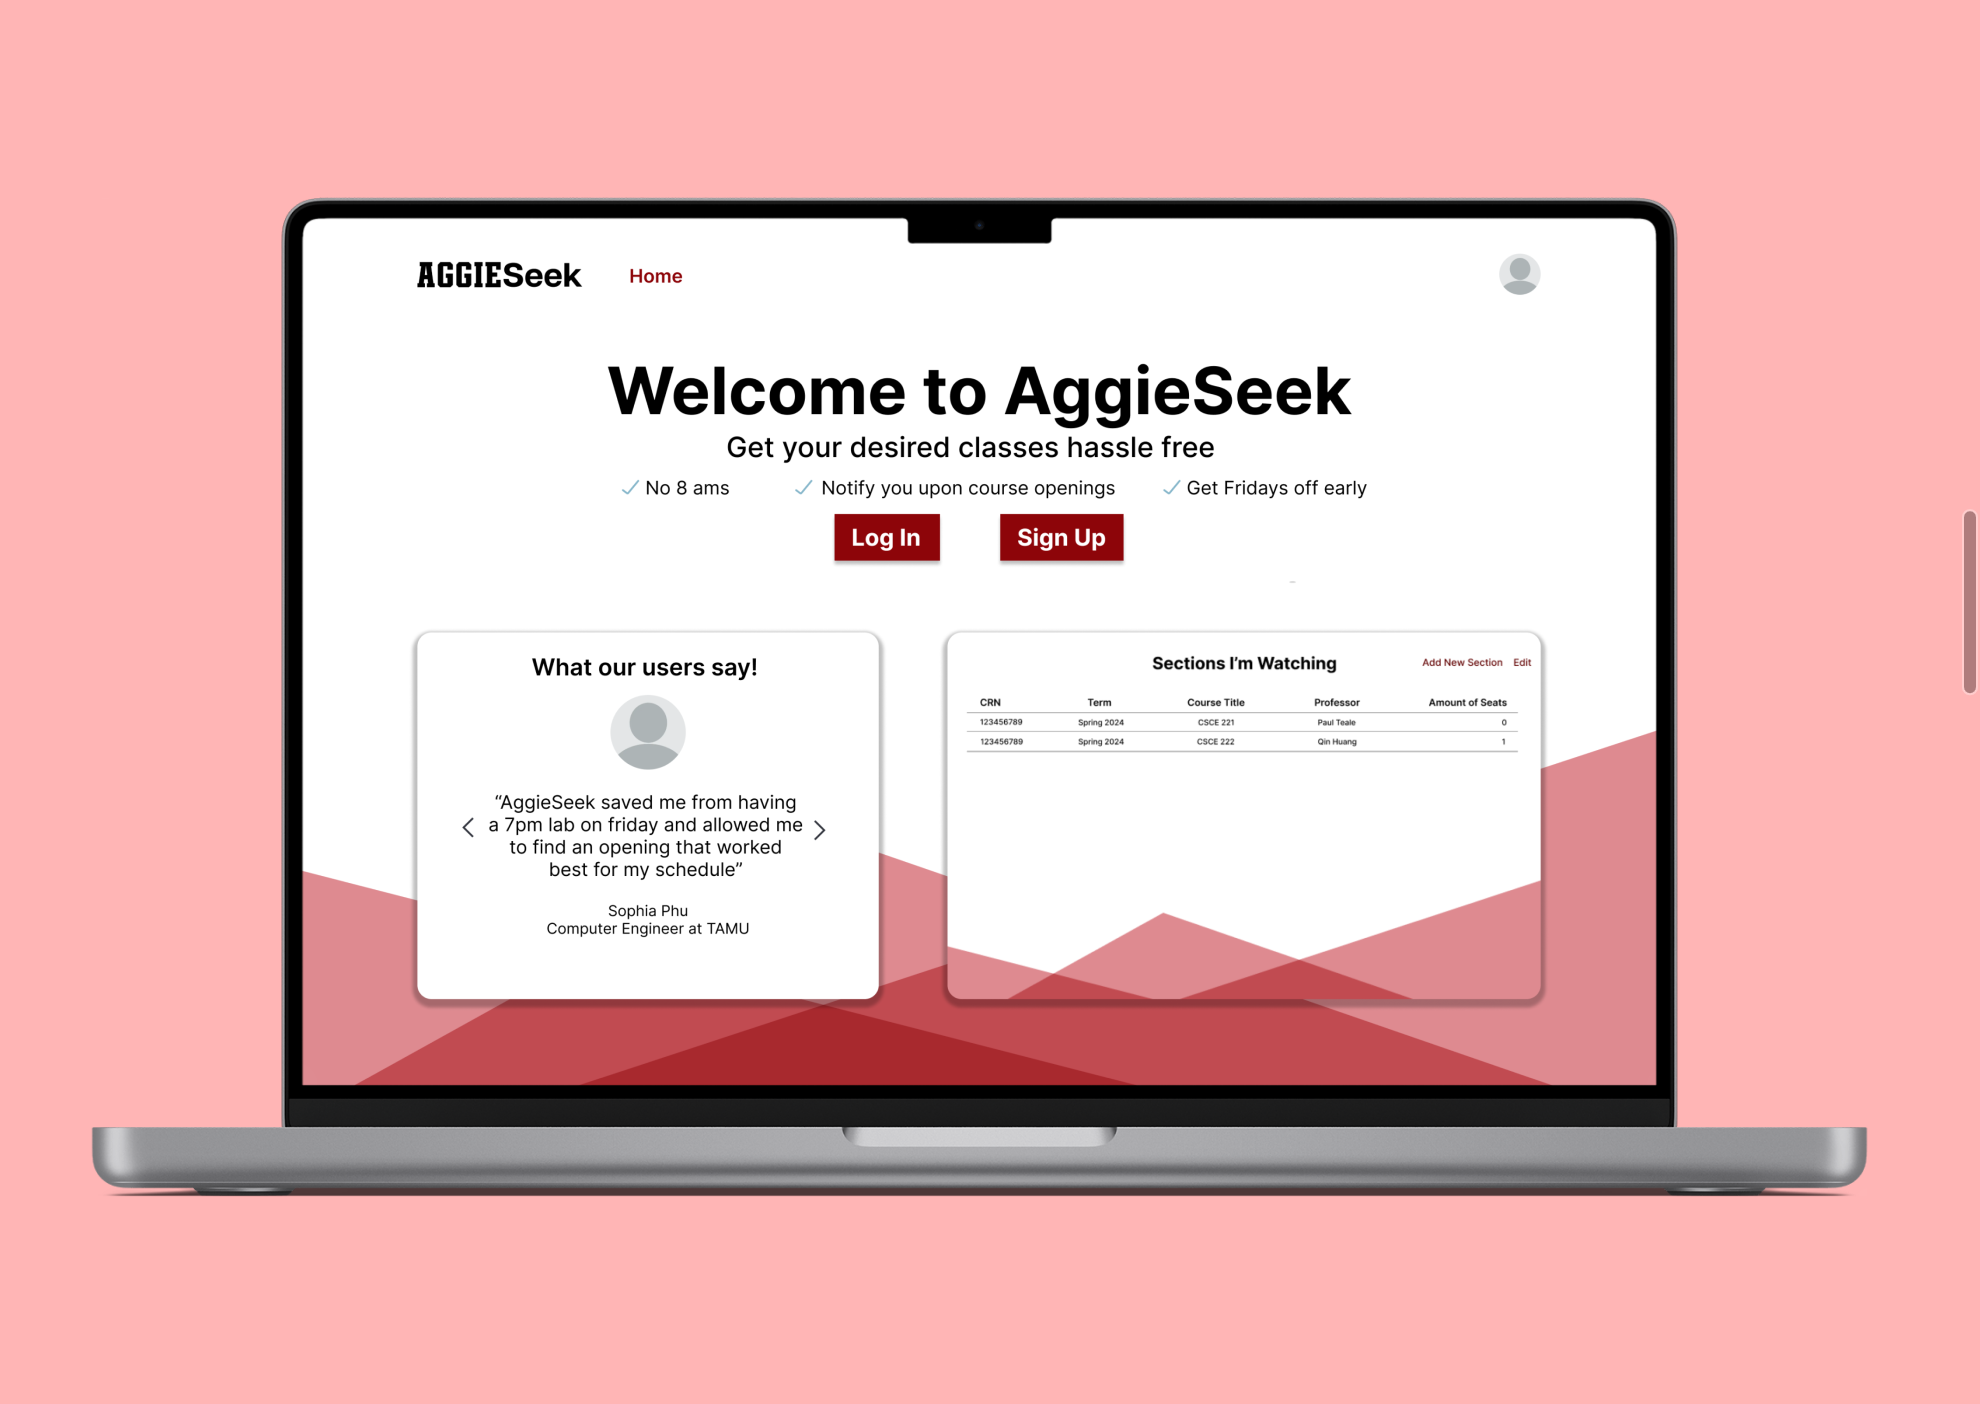 AGGIESeek Home
Welcome to AggieSeek
Get your desired classes hassle free
No 8 ams Notify you upon course openings Get Fridays off early
Log In Sign Up
What our users say!
“AggieSeek saved me from having
a 7pm lab on friday and allowed me
to find an opening that worked
best for my schedule”
Sophia Phu
Computer Engineer at TAMU
Sections I’m Watching Add New Section Edit
CRN Term Course Title Professor Amount of Seats
123456789 Spring 2024 CSCE 221 Paul Teale 0
123456789 Spring 2024 CSCE 222 Qin Huang 1